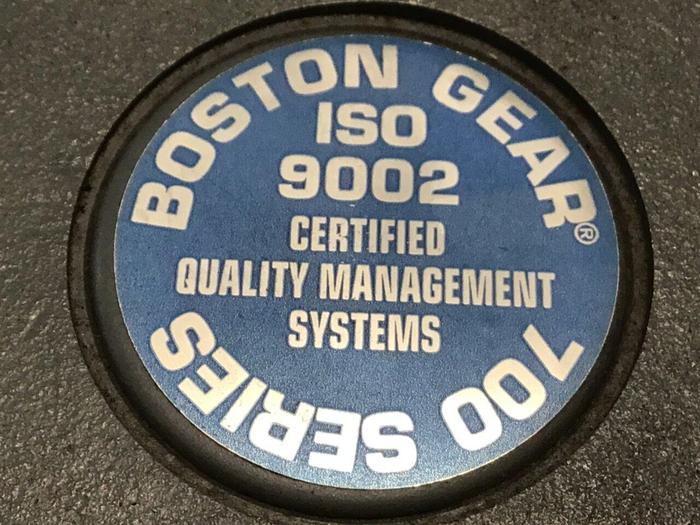 BOSTON GEAR®
ISO
9002
CERTIFIED
QUALITY MANAGEMENT
SYSTEMS
700 SERIES